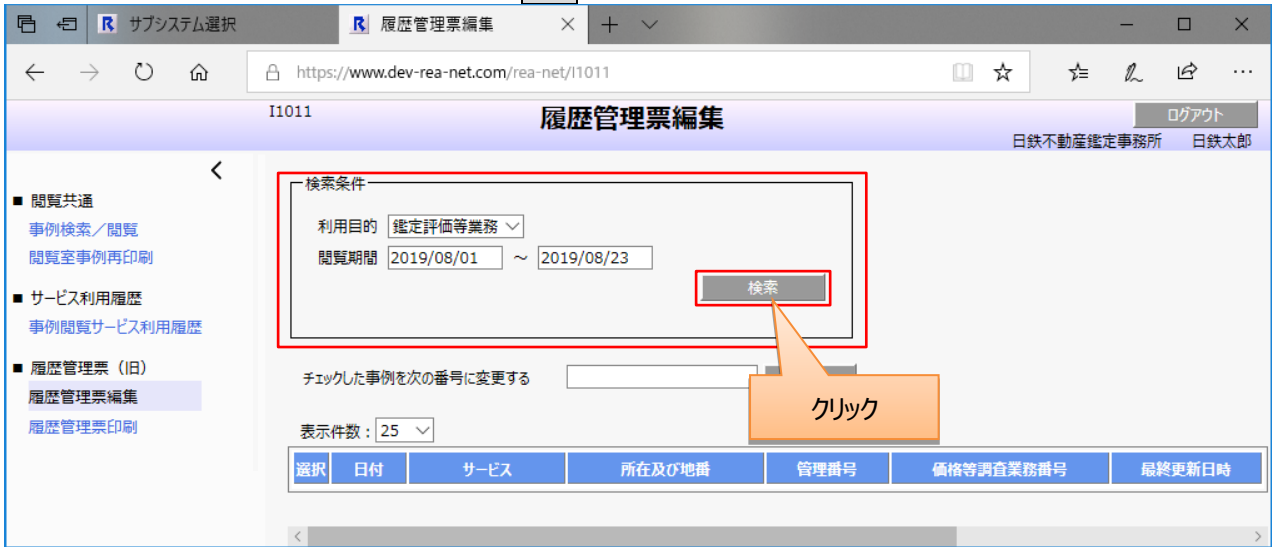 サブシステム選択
履歴管理票編集
https://www.dev-rea-net.com/rea-net/I1011
I1011
履歴管理票編集
ログアウト
日鉄不動産鑑定事務所 日鉄太郎
■ 閲覧共通
事例検索／閲覧
閲覧室事例再印刷
■ サービス利用履歴
事例閲覧サービス利用履歴
■ 履歴管理票（旧）
履歴管理票編集
履歴管理票印刷
検索条件
利用目的 鑑定評価等業務
閲覧期間 2019/08/01 ～ 2019/08/23
検索
クリック
チェックした事例を次の番号に変更する
表示件数：25
選択 日付 サービス 所在及び地番 管理番号 価格等調査業務番号 最終更新日時